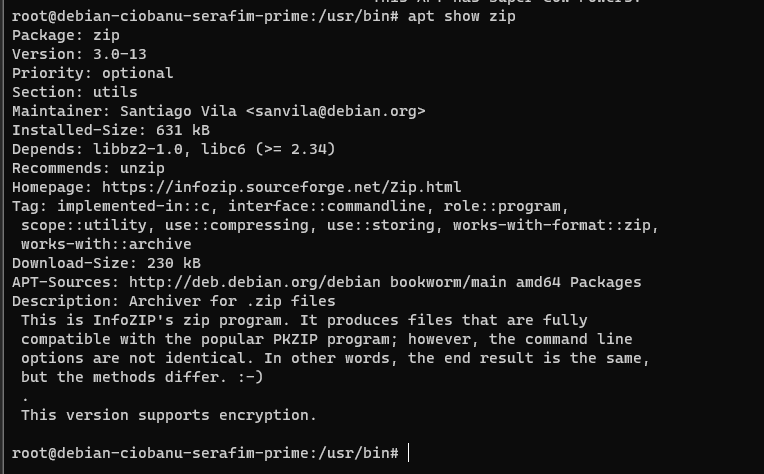 root@debian-ciobanu-serafim-prime:/usr/bin# apt show zip
Package: zip
Version: 3.0-13
Priority: optional
Section: utils
Maintainer: Santiago Vila <sanvila@debian.org>
Installed-Size: 631 kB
Depends: libbz2-1.0, libc6 (>= 2.34)
Recommends: unzip
Homepage: https://infozip.sourceforge.net/Zip.html
Tag: implemented-in::c, interface::commandline, role::program,
 scope::utility, use::compressing, use::storing, works-with-format::zip,
 works-with::archive
Download-Size: 230 kB
APT-Sources: http://deb.debian.org/debian bookworm/main amd64 Packages
Description: Archiver for .zip files
 This is InfoZIP's zip program. It produces files that are fully
 compatible with the popular PKZIP program; however, the command line
 options are not identical. In other words, the end result is the same,
 but the methods differ. :-)
 .
 This version supports encryption.
root@debian-ciobanu-serafim-prime:/usr/bin#